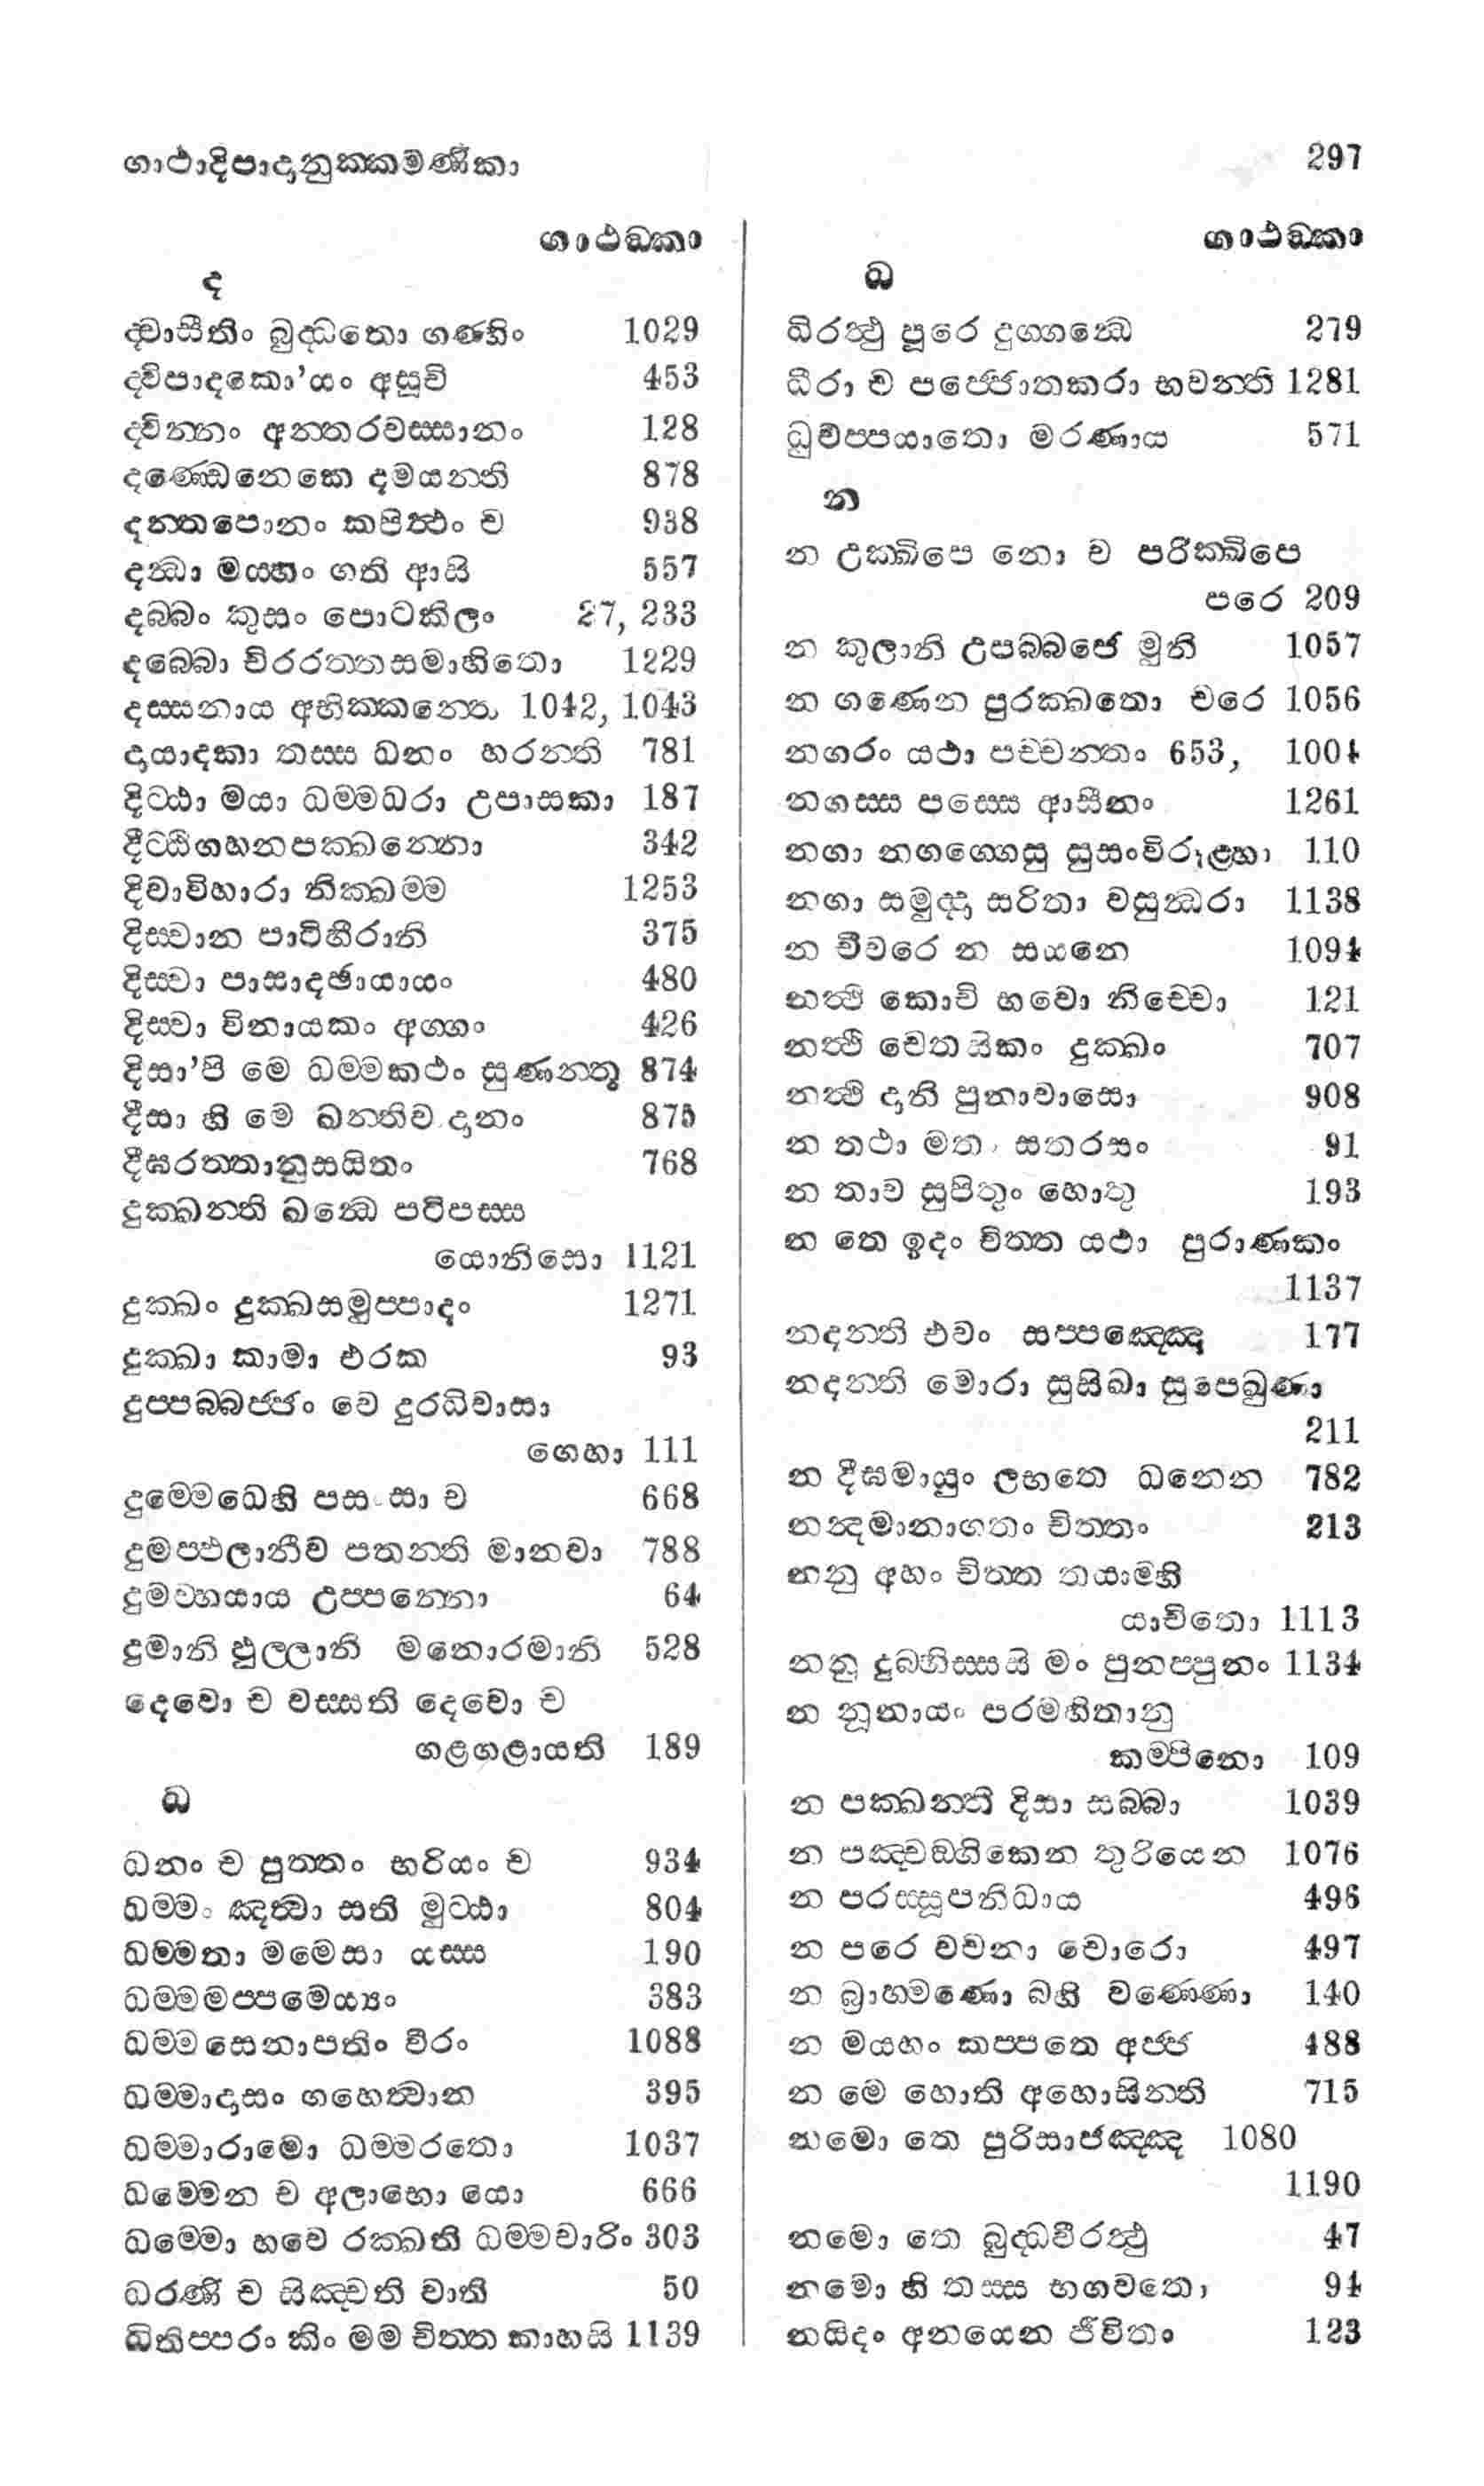 ගාථාදිපාදානුක්කමණිකා 297
ගාථඞ්කා
ද
ද්වාසීතිං බුද්ධතො ගණ්හිං 1029
ද්විපාදකො’යං අසූචි 453
ද්වින්නං අන්තරවස්සානං 128
දණ්ඩෙනෙකෙ දමයන්ති 878
දන්තපොනං කපිත්ථං ච 938
දන්ධා මය්හං ගති ආසි 557
දබ්බං කුසං පොටකිලං 27, 233
දබ්බො චිරරත්තසමාහිතො 1229
දස්සනාය අභික්කන්තෙ 1042, 1043
දායාදකා තස්ස ධනං හරන්ති 781
දිට්ඨා මයා ධම්මධරා උපාසකා 187
දිට්ඨිගහනපක්ඛන්නො 342
දිවාවිහාරා නික්ඛම්ම 1253
දිස්වාන පාටිහීරානි 375
දිස්වා පාසාදඡායායං 480
දිස්වා විනායකං අග්ගං 426
දිසා’පි මෙ ධම්මකථං සුණන්තු 874
දිසා හි මෙ ඛන්තිවදානං 875
දීඝරත්තානුසයිතං 768
දුක්ඛන්ති ඛන්ධෙ පටිපස්ස
යොනිසො 1121
දුක්ඛං දුක්ඛසමුප්පාදං 1271
දුක්ඛා කාමා එරක 93
දුප්පබ්බජ්ජං වෙ දුරධිවාසා
ගෙහා 111
දුම්මෙධෙහි පසංසා ච 668
දුමප්ඵලානීව පතන්ති මානවා 788
දුමව්හයාය උප්පන්නො 64
දුමානි ඵුල්ලානි මනොරමානි 528
දෙවො ච වස්සති දෙවො ච
ගළගළායති 189
ධ
ධනං ච පුත්තං භරියං ච 934
ධම්මං ඤත්වා සති මුට්ඨා 804
ධම්මතා මමෙසා යස්ස 190
ධම්මමප්පමෙය්‍යං 383
ධම්මසෙනාපතිං වීරං 1088
ධම්මාදාසං ගහෙත්වාන 395
ධම්මාරාමො ධම්මරතො 1037
ධම්මෙන ච අලාභො යො 666
ධම්මො හවෙ රක්ඛති ධම්මචාරිං 303
ධරණී ච සිඤ්චති වාති 50
ධිතිප්පරං කිං මම චිත්ත කාහසි 1139
ගාථඞ්කා
ධ
ධිරත්ථු පූරෙ දුග්ගන්ධෙ 279
ධීරා ච පජ්ජොතකරා භවන්ති 1281
ධුවප්පයාතො මරණාය 571
න
න උක්ඛිපෙ නො ච පරික්ඛිපෙ
පරෙ 209
න කුලානි උපබ්බජෙ මුනි 1057
න ගණෙන පුරක්ඛතො චරෙ 1056
නගරං යථා පච්චන්තං 653, 1004
නගස්ස පස්සෙ ආසීනං 1261
නගා නගග්ගෙසු සුසංවිරූළ්හා 110
නගා සමුද්දා සරිතා වසුන්ධරා 1138
න චීවරෙ න සයනෙ 1094
නත්ථි කොචි භවො නිච්චො 121
නත්ථි චෙතසිකං දුක්ඛං 707
නත්ථි දානි පුනාවාසො 908
න තථා මතං සතරසං 91
න තාව සුපිතුං හොතු 193
න තෙ ඉදං චිත්ත යථා පුරාණකං
1137
නදන්ති එවං සප්පඤ්ඤා 177
නදන්ති මොරා සුසිඛා සුපෙඛුණා
211
න දීඝමායුං ලභතෙ ධනෙන 782
නන්දමානාගතං චිත්තං 213
නනු අහං චිත්ත තයාම්හි
යාචිතො 1113
නනු දුබ්භිස්සසි මං පුනප්පුනං 1134
න නූනායං පරමහිතානු
කම්පිනො 109
න පක්ඛන්ති දිසා සබ්බා 1039
න පඤ්චඞ්ගිකෙන තුරියෙන 1076
න පරස්සූපනිධාය 496
න පරෙ වචනා චොරො 497
න බ්‍රාහ්මණො බහි වණ්ණො 140
න මය්හං කප්පතෙ අජ්ජ 488
න මෙ හොති අහොසින්ති 715
නමො තෙ පුරිසාජඤ්ඤ 1080
1190
නමො තෙ බුද්ධවීරත්ථු 47
නමො හි තස්ස භගවතො 94
නයිදං අනයෙන ජීවිතං 123